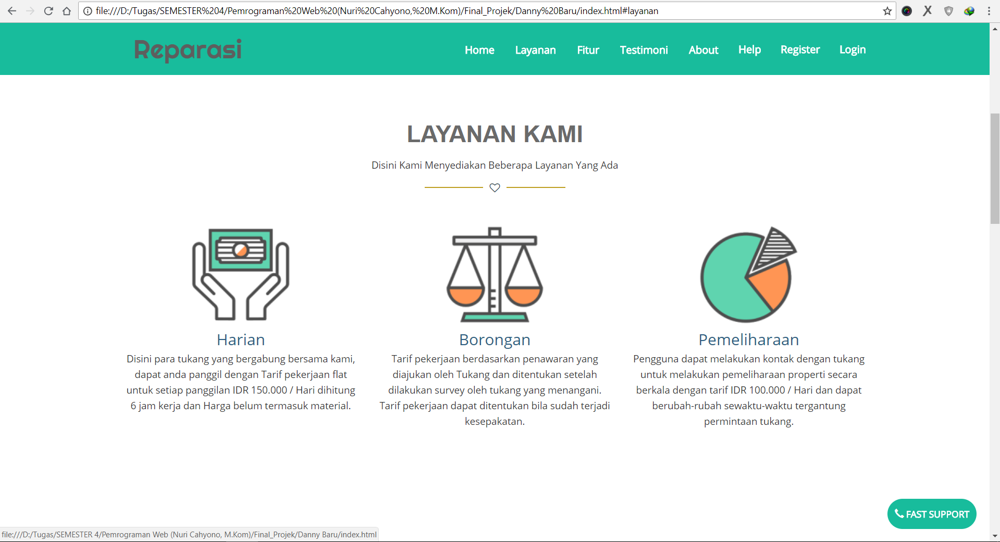 file:///D:/Tugas/SEMESTER%204/Pemrograman%20Web%20(Nuri%20Cahyono,%20M.Kom)/Final_Projek/Danny%20Baru/index.html#layanan
Reparasi
Home Layanan Fitur Testimoni About Help Register Login
LAYANAN KAMI
Disini Kami Menyediakan Beberapa Layanan Yang Ada
Harian
Disini para tukang yang bergabung bersama kami,
dapat anda panggil dengan Tarif pekerjaan flat
untuk setiap panggilan IDR 150.000 / Hari dihitung
6 jam kerja dan Harga belum termasuk material.
Borongan
Tarif pekerjaan berdasarkan penawaran yang
diajukan oleh Tukang dan ditentukan setelah
dilakukan survey oleh tukang yang menangani.
Tarif pekerjaan dapat ditentukan bila sudah terjadi
kesepakatan.
Pemeliharaan
Pengguna dapat melakukan kontak dengan tukang
untuk melakukan pemeliharaan properti secara
berkala dengan tarif IDR 100.000 / Hari dan dapat
berubah-rubah sewaktu-waktu tergantung
permintaan tukang.
FAST SUPPORT
file:///D:/Tugas/SEMESTER 4/Pemrograman Web (Nuri Cahyono, M.Kom)/Final_Projek/Danny Baru/index.html